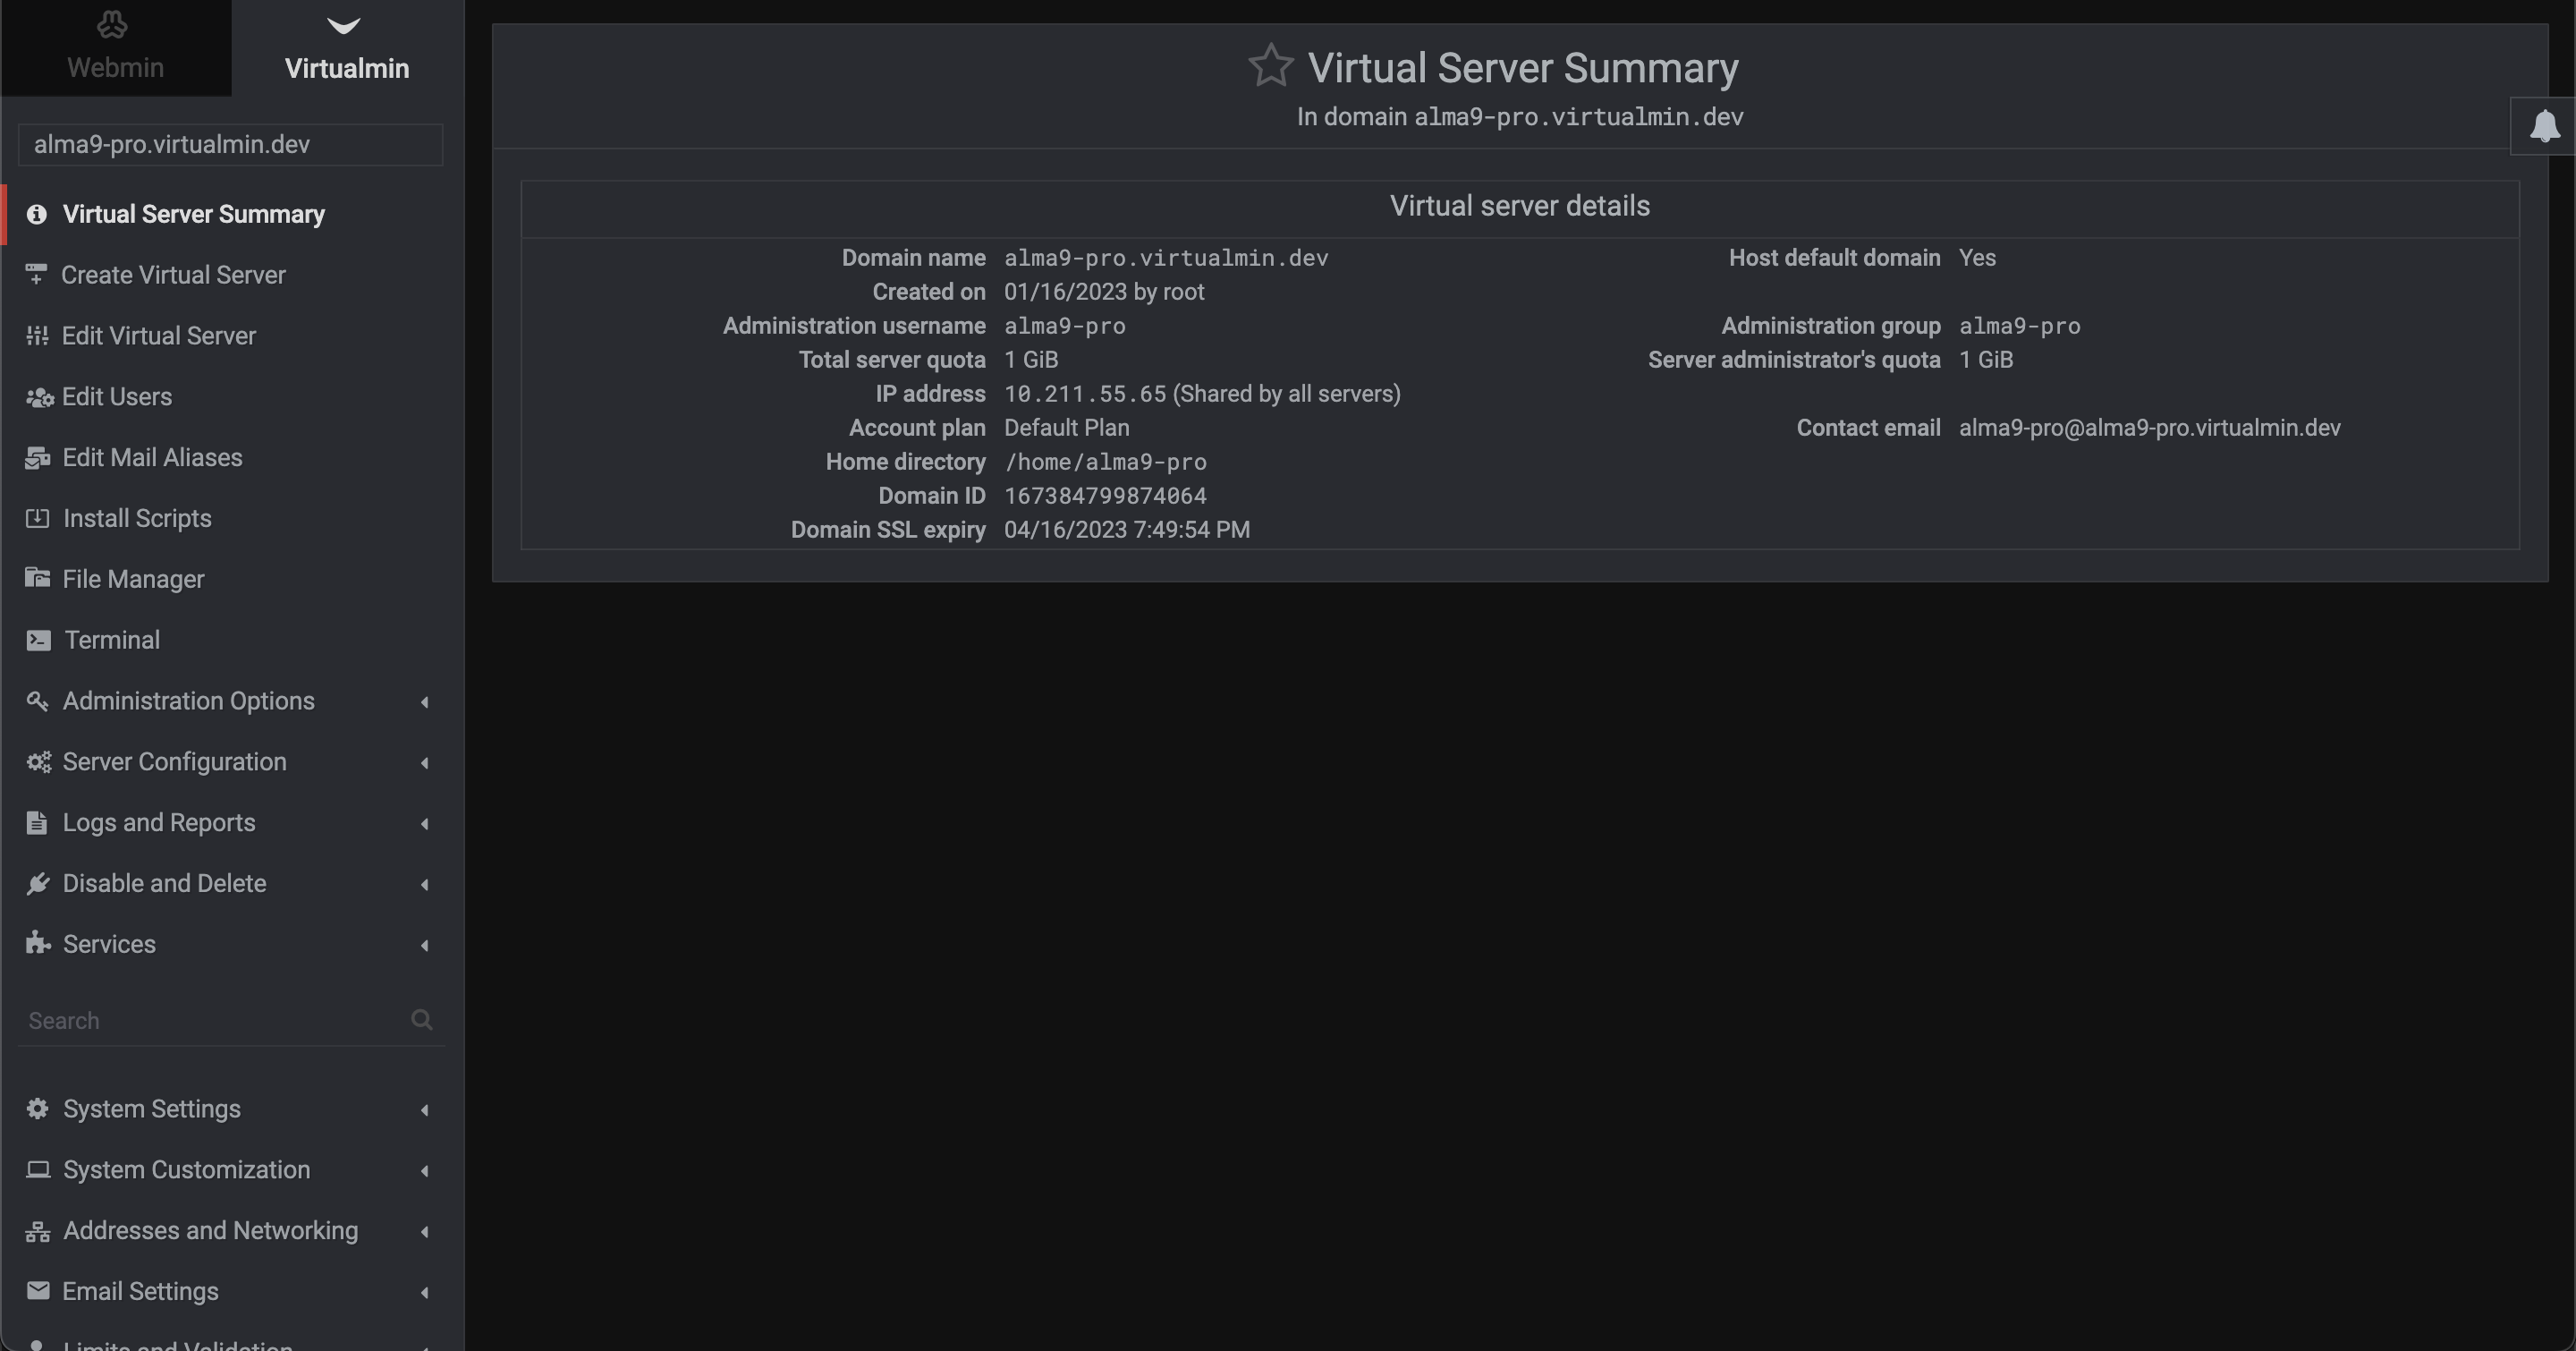 Webmin
Virtualmin
alma9-pro.virtualmin.dev
Virtual Server Summary
Create Virtual Server
Edit Virtual Server
Edit Users
Edit Mail Aliases
Install Scripts
File Manager
Terminal
Administration Options
Server Configuration
Logs and Reports
Disable and Delete
Services
Search
System Settings
System Customization
Addresses and Networking
Email Settings
Limits and Validation
Virtual Server Summary
In domain alma9-pro.virtualmin.dev
Virtual server details
Domain name alma9-pro.virtualmin.dev Host default domain Yes
Created on 01/16/2023 by root
Administration username alma9-pro Administration group alma9-pro
Total server quota 1 GiB Server administrator's quota 1 GiB
IP address 10.211.55.65 (Shared by all servers)
Account plan Default Plan Contact email alma9-pro@alma9-pro.virtualmin.dev
Home directory /home/alma9-pro
Domain ID 167384799874064
Domain SSL expiry 04/16/2023 7:49:54 PM